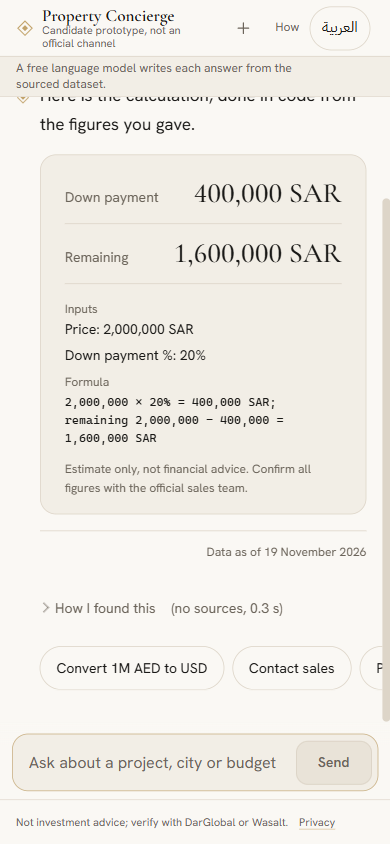 Property Concierge
Candidate prototype, not an
official channel
How
العربية
A free language model writes each answer from the
sourced dataset.
Here is the calculation, done in code from
the figures you gave.
Down payment 400,000 SAR
Remaining 1,600,000 SAR
Inputs
Price: 2,000,000 SAR
Down payment %: 20%
Formula
2,000,000 × 20% = 400,000 SAR;
remaining 2,000,000 − 400,000 =
1,600,000 SAR
Estimate only, not financial advice. Confirm all
figures with the official sales team.
Data as of 19 November 2026
How I found this (no sources, 0.3 s)
Convert 1M AED to USD
Contact sales
Ask about a project, city or budget
Send
Not investment advice; verify with DarGlobal or Wasalt. Privacy